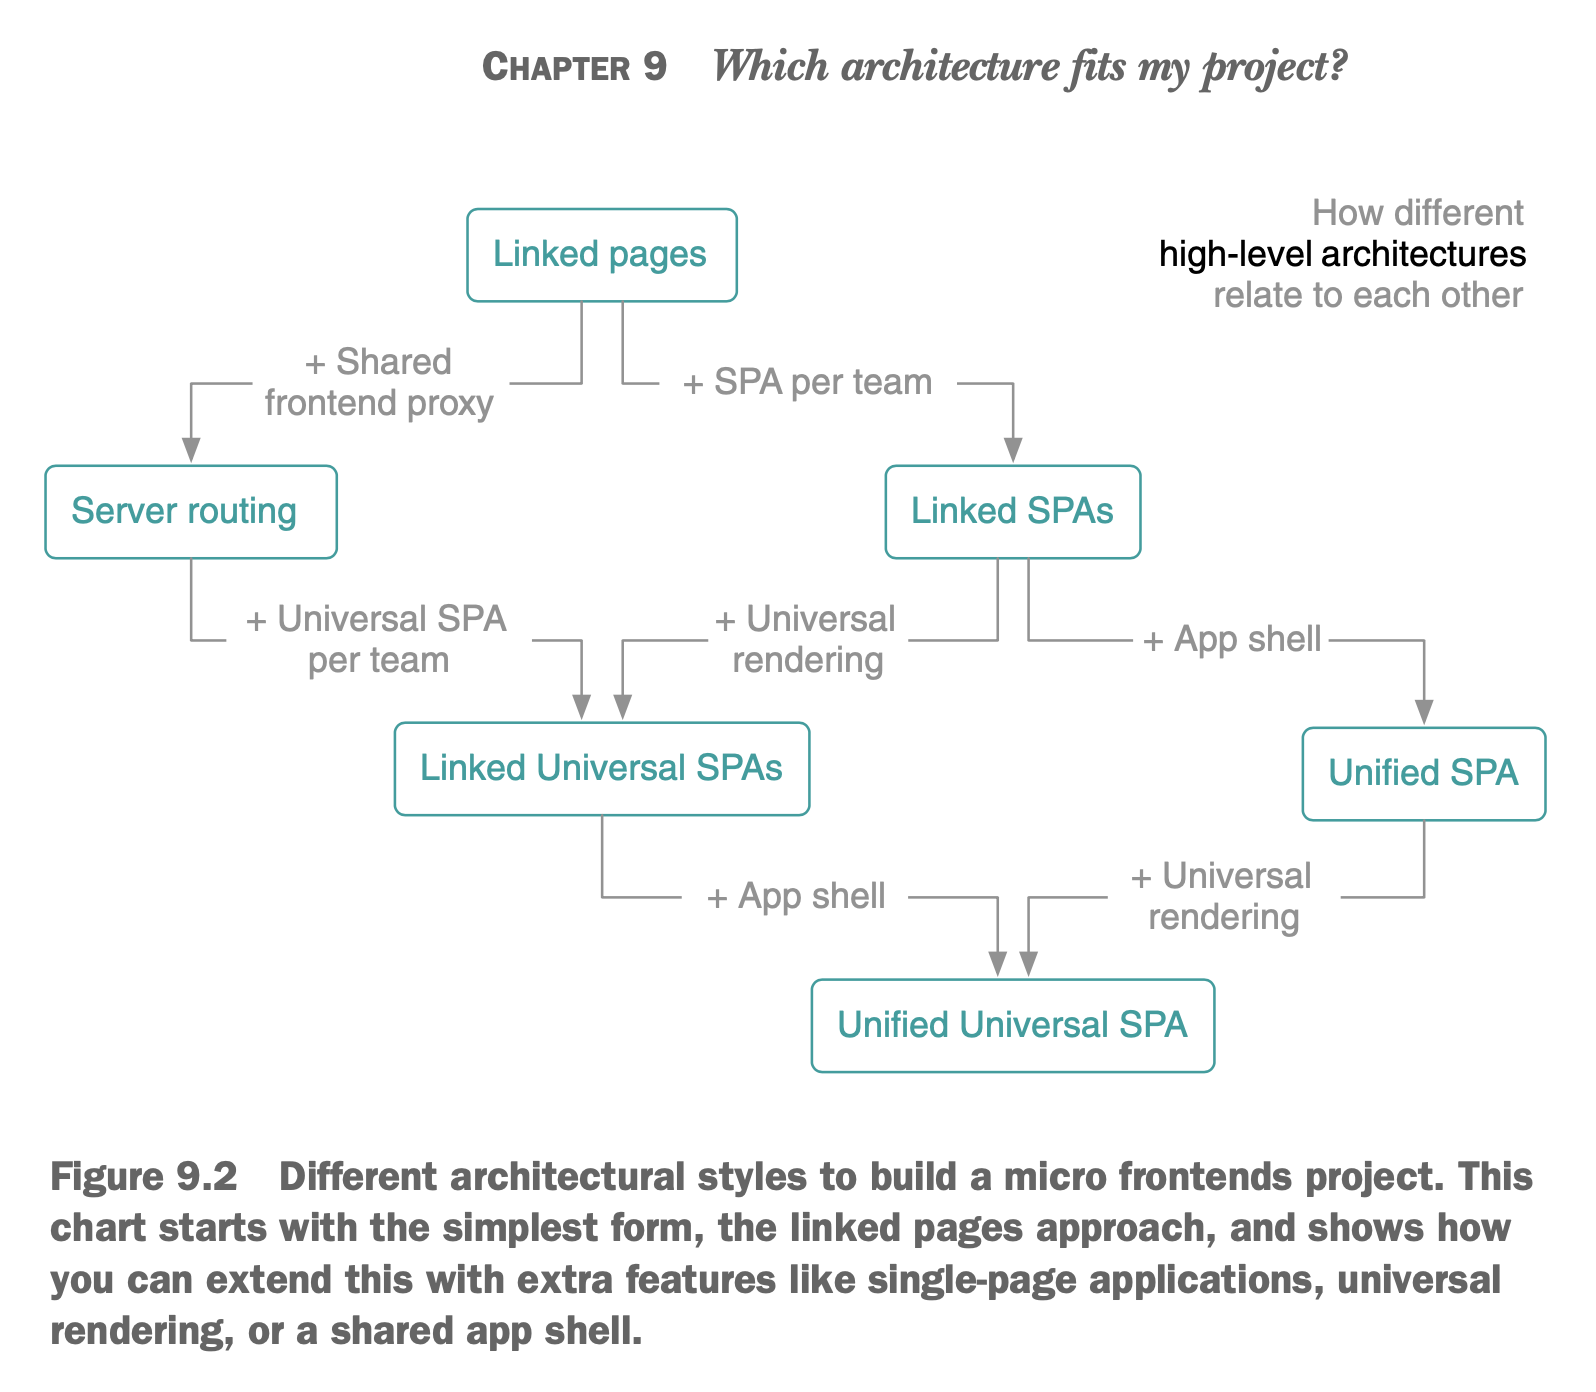 CHAPTER 9 Which architecture fits my project?
How different
high-level architectures
relate to each other
Linked pages
+ Shared
frontend proxy
+ SPA per team
Server routing
Linked SPAs
+ Universal SPA
per team
+ Universal
rendering
+ App shell
Linked Universal SPAs
Unified SPA
+ App shell
+ Universal
rendering
Unified Universal SPA
Figure 9.2 Different architectural styles to build a micro frontends project. This
chart starts with the simplest form, the linked pages approach, and shows how
you can extend this with extra features like single-page applications, universal
rendering, or a shared app shell.